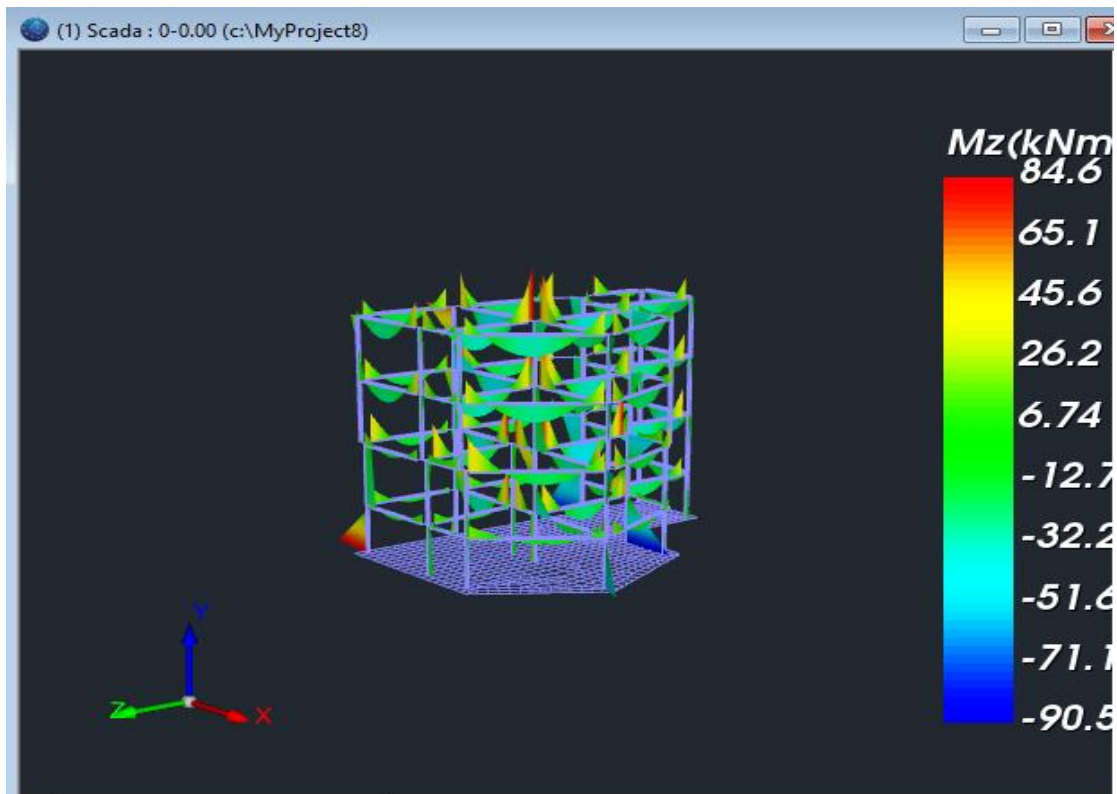 (1) Scada : 0-0.00 (c:\MyProject8)
Mz(kNm
84.6
65.1
45.6
26.2
6.74
-12.7
-32.2
-51.6
-71.1
-90.5
Y
Z
X